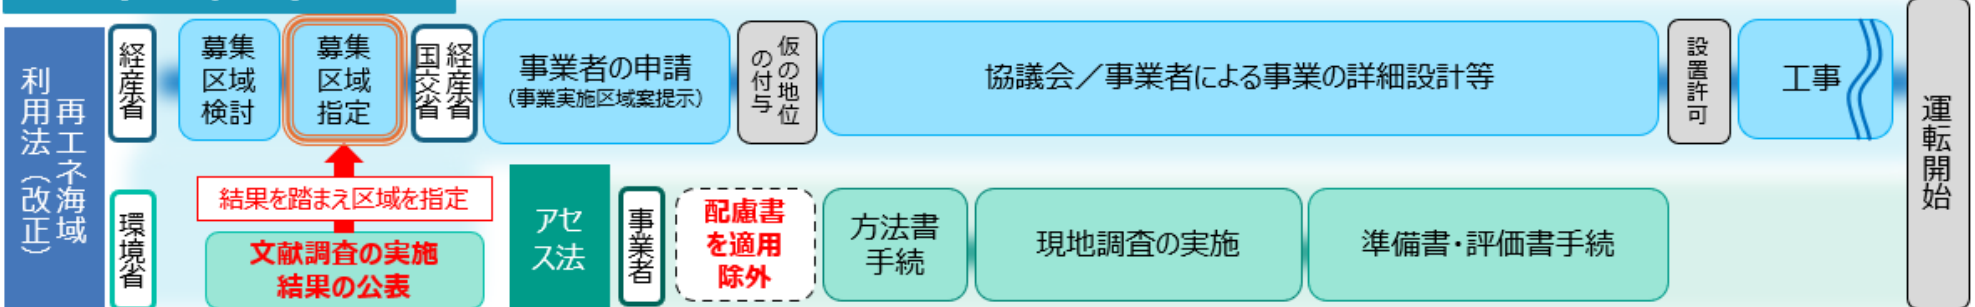 再エネ海域
利用法（改正）
経産省
募集
区域
検討
募集
区域
指定
経産省
国交省
事業者の申請
（事業実施区域案提示）
仮の地位
の付与
協議会／事業者による事業の詳細設計等
設置許可
工事
運転開始
結果を踏まえ区域を指定
環境省
文献調査の実施
結果の公表
アセ
ス法
事業者
配慮書
を適用
除外
方法書
手続
現地調査の実施
準備書・評価書手続